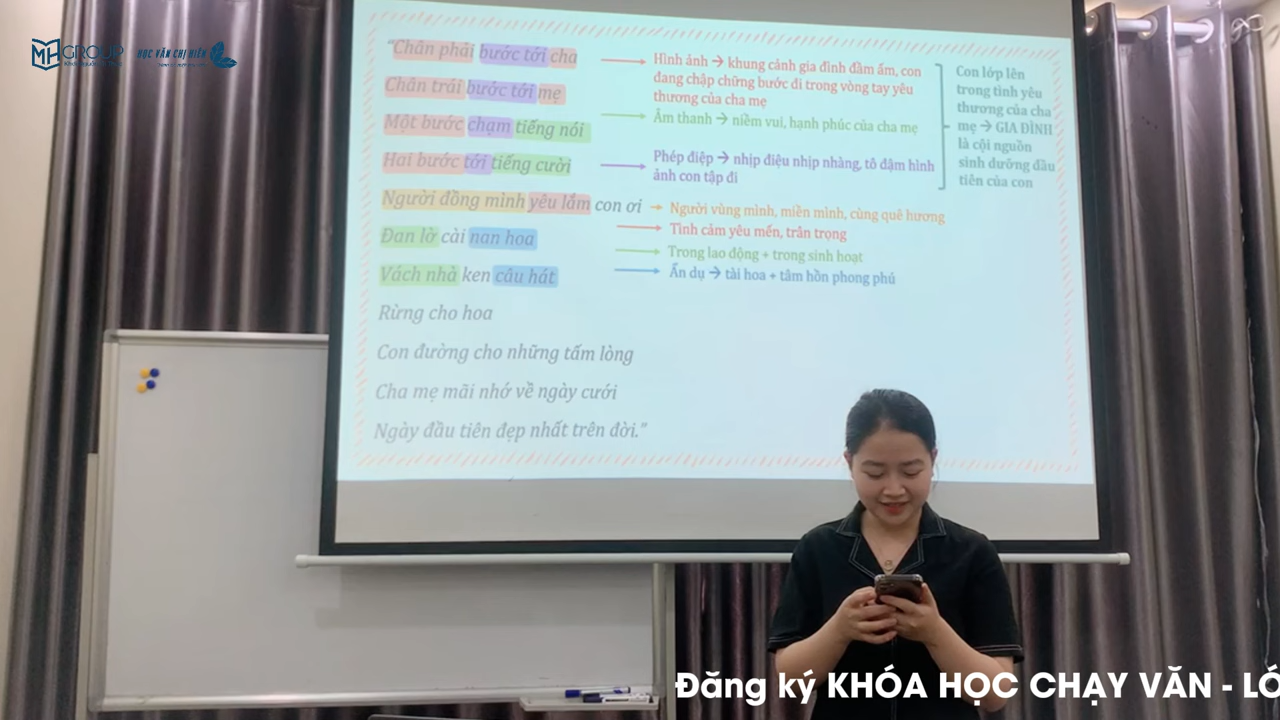 MH GROUP
HỌC VĂN CHỊ HIÊN
"Chân phải bước tới cha
Chân trái bước tới mẹ
Một bước chạm tiếng nói
Hai bước tới tiếng cười
Người đồng mình yêu lắm con ơi
Đan lờ cài nan hoa
Vách nhà ken câu hát
Rừng cho hoa
Con đường cho những tấm lòng
Cha mẹ mãi nhớ về ngày cưới
Ngày đầu tiên đẹp nhất trên đời."
Hình ảnh → khung cảnh gia đình đầm ấm, con
đang chập chững bước đi trong vòng tay yêu
thương của cha mẹ
Âm thanh → niềm vui, hạnh phúc của cha mẹ
Phép điệp → nhịp điệu nhịp nhàng, tô đậm hình
ảnh con tập đi
Người vùng mình, miền mình, cùng quê hương
Tình cảm yêu mến, trân trọng
Trong lao động + trong sinh hoạt
Ẩn dụ → tài hoa + tâm hồn phong phú
Con lớp lên
trong tình yêu
thương của cha
mẹ → GIA ĐÌNH
là cội nguồn
sinh dưỡng đầu
tiên của con
Đăng ký KHÓA HỌC CHẠY VĂN - LỚ